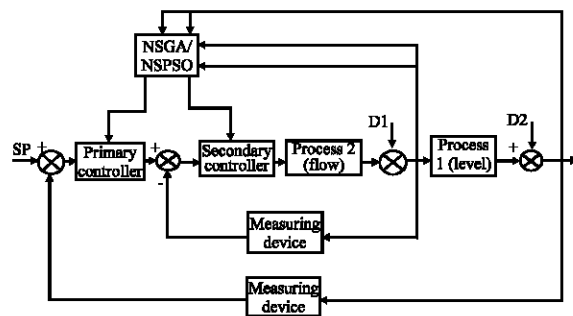 NSGA/
NSPSO
SP
+
Primary
controller
+
-
Secondary
controller
Process 2
(flow)
D1
Process
1 (level)
+
D2
Measuring
device
Measuring
device